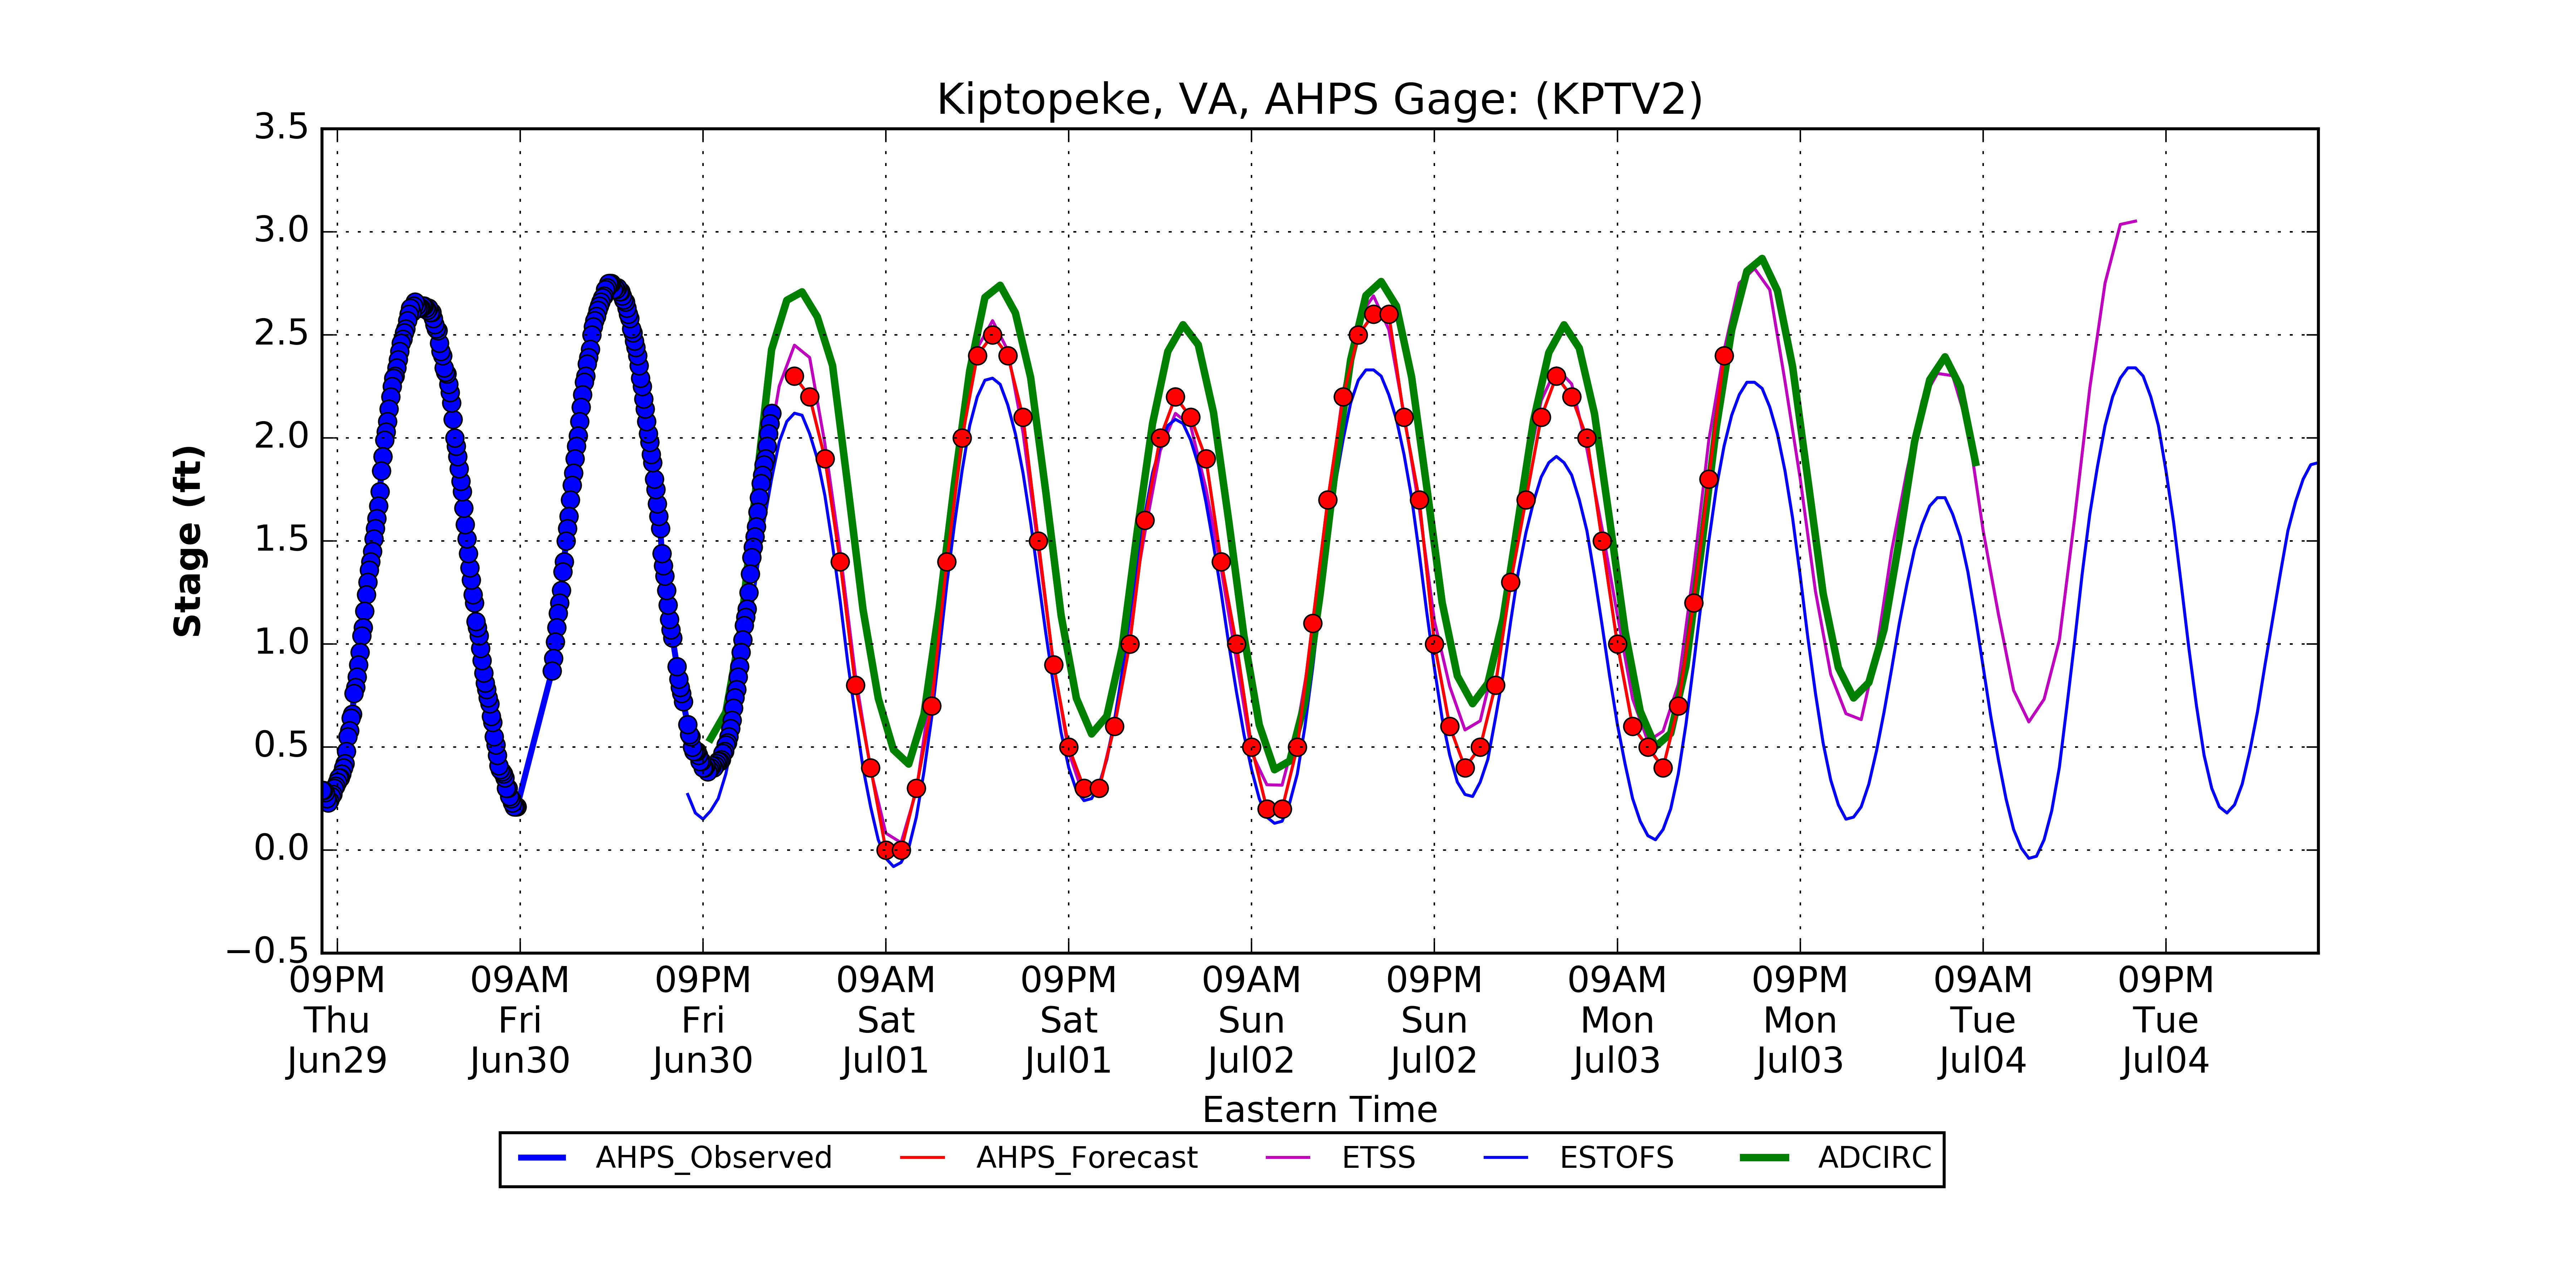 Kiptopeke, VA, AHPS Gage: (KPTV2)
3.5
3.0
2.5
2.0
1.5
1.0
0.5
0.0
−0.5
Stage (ft)
09PM 09AM 09PM 09AM 09PM 09AM 09PM 09AM 09PM 09AM 09PM
Thu Fri Fri Sat Sat Sun Sun Mon Mon Tue Tue
Jun29 Jun30 Jun30 Jul01 Jul01 Jul02 Jul02 Jul03 Jul03 Jul04 Jul04
Eastern Time
AHPS_Observed AHPS_Forecast ETSS ESTOFS ADCIRC